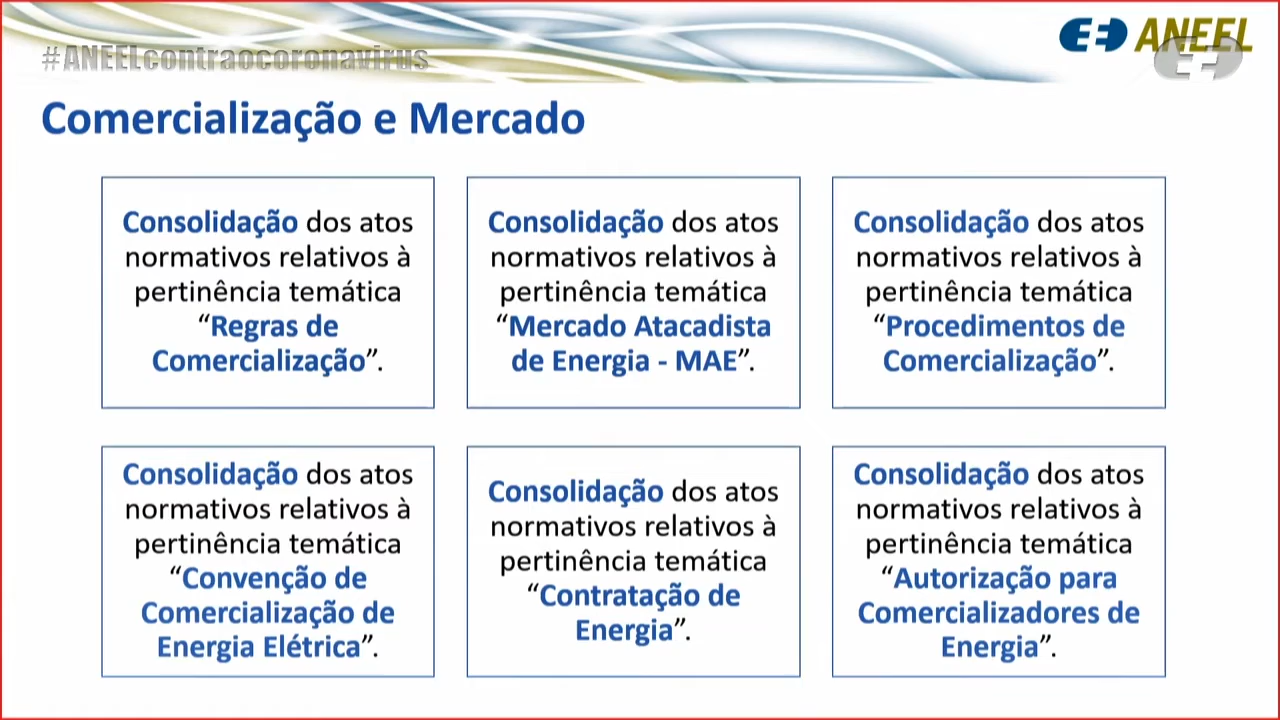 #ANEELcontraocoronavirus
ANEEL
Comercialização e Mercado
Consolidação dos atos
normativos relativos à
pertinência temática
“Regras de
Comercialização”.
Consolidação dos atos
normativos relativos à
pertinência temática
“Mercado Atacadista
de Energia - MAE”.
Consolidação dos atos
normativos relativos à
pertinência temática
“Procedimentos de
Comercialização”.
Consolidação dos atos
normativos relativos à
pertinência temática
“Convenção de
Comercialização de
Energia Elétrica”.
Consolidação dos atos
normativos relativos à
pertinência temática
“Contratação de
Energia”.
Consolidação dos atos
normativos relativos à
pertinência temática
“Autorização para
Comercializadores de
Energia”.